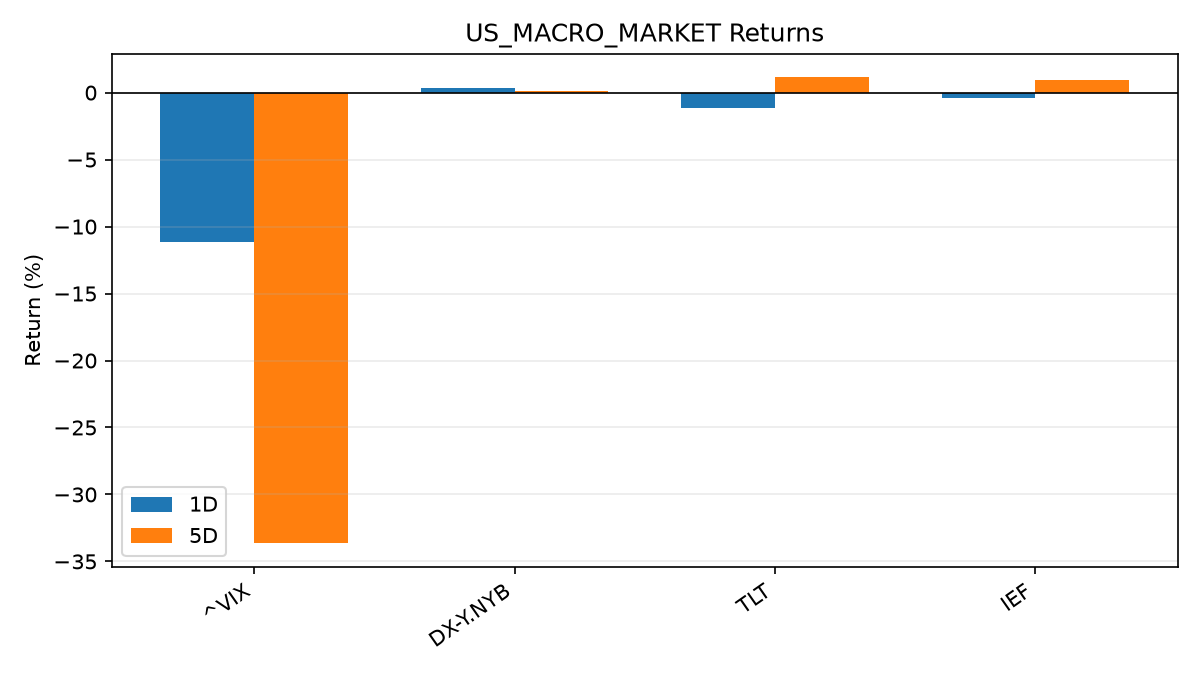 US_MACRO_MARKET Returns
Return (%)
0
−5
−10
−15
−20
−25
−30
−35
1D
5D
^VIX
DX-Y.NYB
TLT
IEF